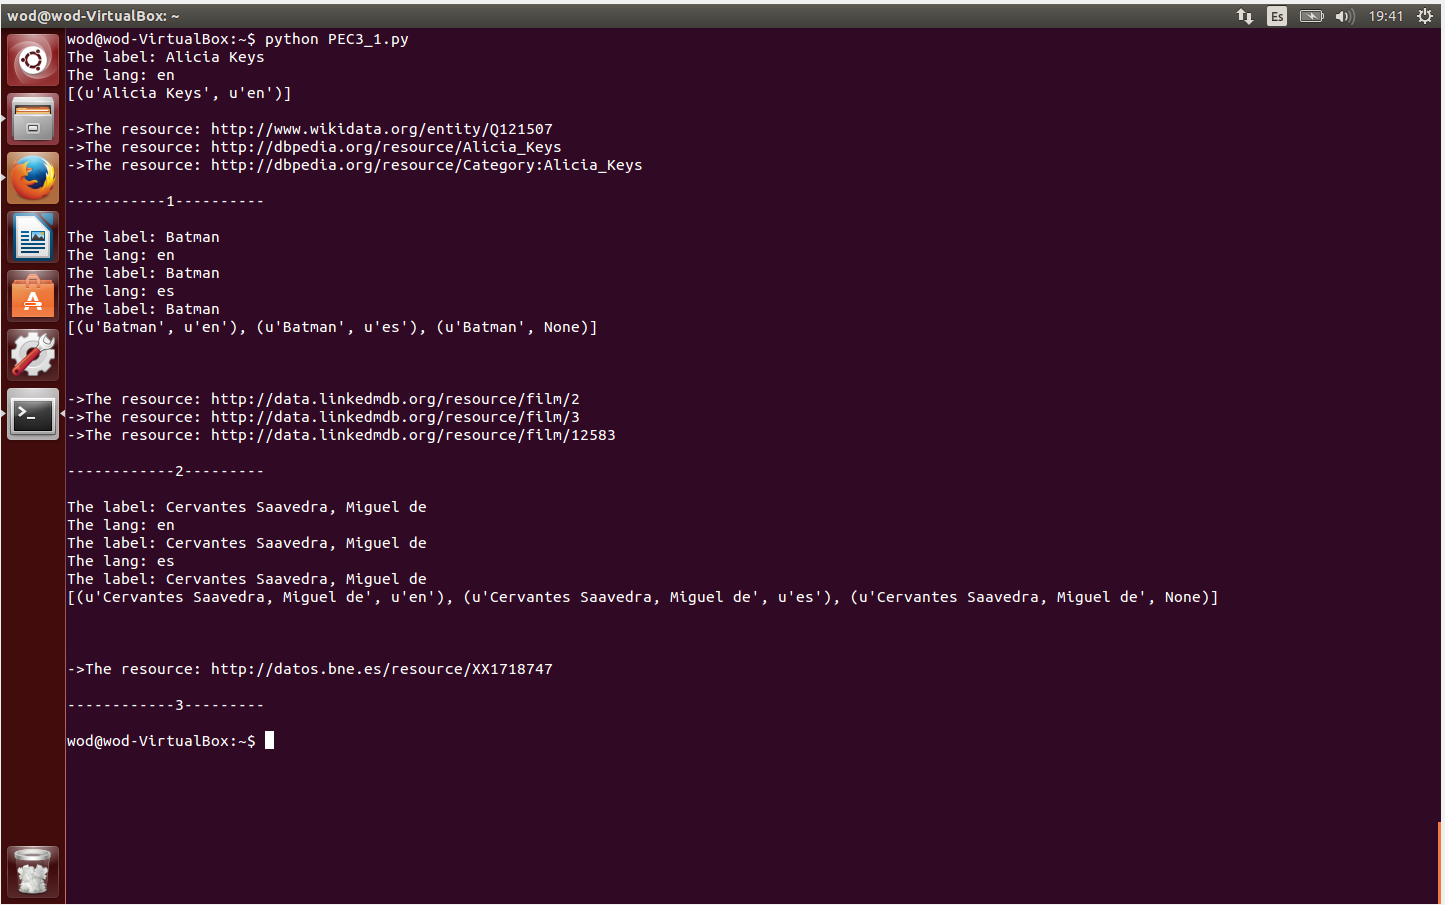 wod@wod-VirtualBox: ~
Es
19:41
wod@wod-VirtualBox:~$ python PEC3_1.py
The label: Alicia Keys
The lang: en
[(u'Alicia Keys', u'en')]
->The resource: http://www.wikidata.org/entity/Q121507
->The resource: http://dbpedia.org/resource/Alicia_Keys
->The resource: http://dbpedia.org/resource/Category:Alicia_Keys
-----------1----------
The label: Batman
The lang: en
The label: Batman
The lang: es
The label: Batman
[(u'Batman', u'en'), (u'Batman', u'es'), (u'Batman', None)]
->The resource: http://data.linkedmdb.org/resource/film/2
->The resource: http://data.linkedmdb.org/resource/film/3
->The resource: http://data.linkedmdb.org/resource/film/12583
------------2---------
The label: Cervantes Saavedra, Miguel de
The lang: en
The label: Cervantes Saavedra, Miguel de
The lang: es
The label: Cervantes Saavedra, Miguel de
[(u'Cervantes Saavedra, Miguel de', u'en'), (u'Cervantes Saavedra, Miguel de', u'es'), (u'Cervantes Saavedra, Miguel de', None)]
->The resource: http://datos.bne.es/resource/XX1718747
------------3---------
wod@wod-VirtualBox:~$